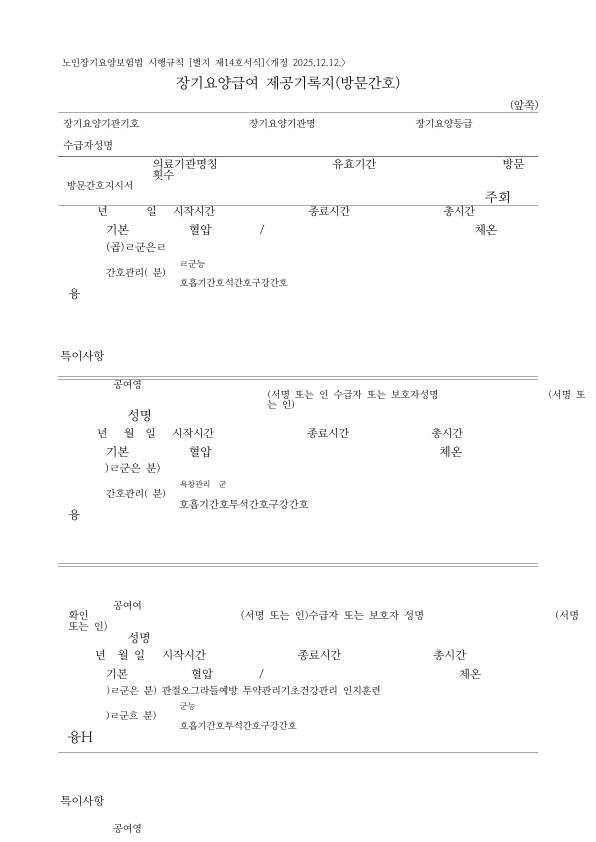 노인장기요양보험법 시행규칙 [별지 제14호서식]<개정 2025.12.12.>
장기요양급여 제공기록지(방문간호)
(앞쪽)
장기요양기관기호 장기요양기관명 장기요양등급
수급자성명
의료기관명칭 유효기간 방문
횟수
방문간호지시서
주회
년 일 시작시간 종료시간 총시간
기본 혈압 / 체온
(곱)ㄹ군은ㄹ
ㄹ군능
간호관리( 분)
호흡기간호석간호구강간호
융
특이사항
공여영
(서명 또는 인 수급자 또는 보호자성명 (서명 또
는 인)
성명
년 월 일 시작시간 종료시간 총시간
기본 혈압 체온
)ㄹ군은 분)
욕창관리 군
간호관리( 분)
호흡기간호투석간호구강간호
융
공여여
확인 (서명 또는 인)수급자 또는 보호자 성명 (서명
또는 인)
성명
년 월 일 시작시간 종료시간 총시간
기본 혈압 / 체온
)ㄹ군은 분) 관절오그라들예방 투약관리기초건강관리 인지훈련
군능
)ㄹ군흐 분)
호흡기간호투석간호구강간호
융H
특이사항
공여영